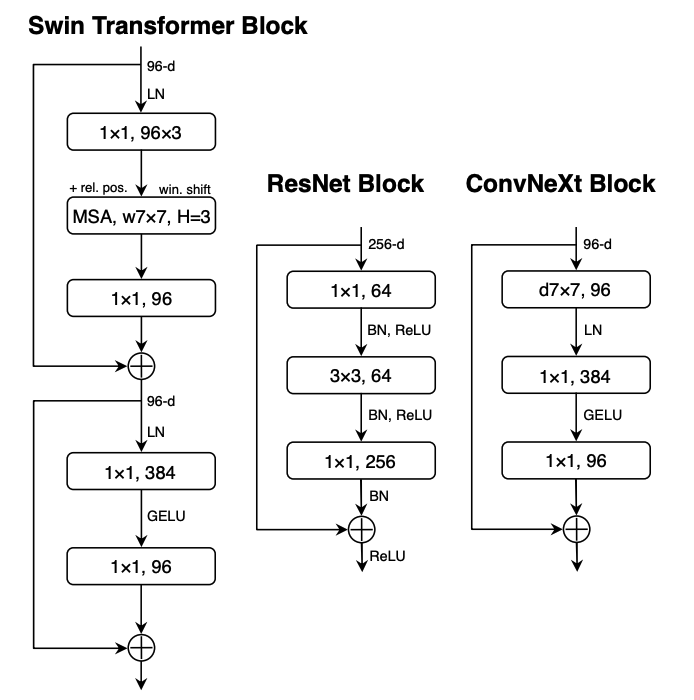 Swin Transformer Block
96-d
LN
1×1, 96×3
+ rel. pos. win. shift
MSA, w7×7, H=3
1×1, 96
96-d
LN
1×1, 384
GELU
1×1, 96
ResNet Block
256-d
1×1, 64
BN, ReLU
3×3, 64
BN, ReLU
1×1, 256
BN
ReLU
ConvNeXt Block
96-d
d7×7, 96
LN
1×1, 384
GELU
1×1, 96